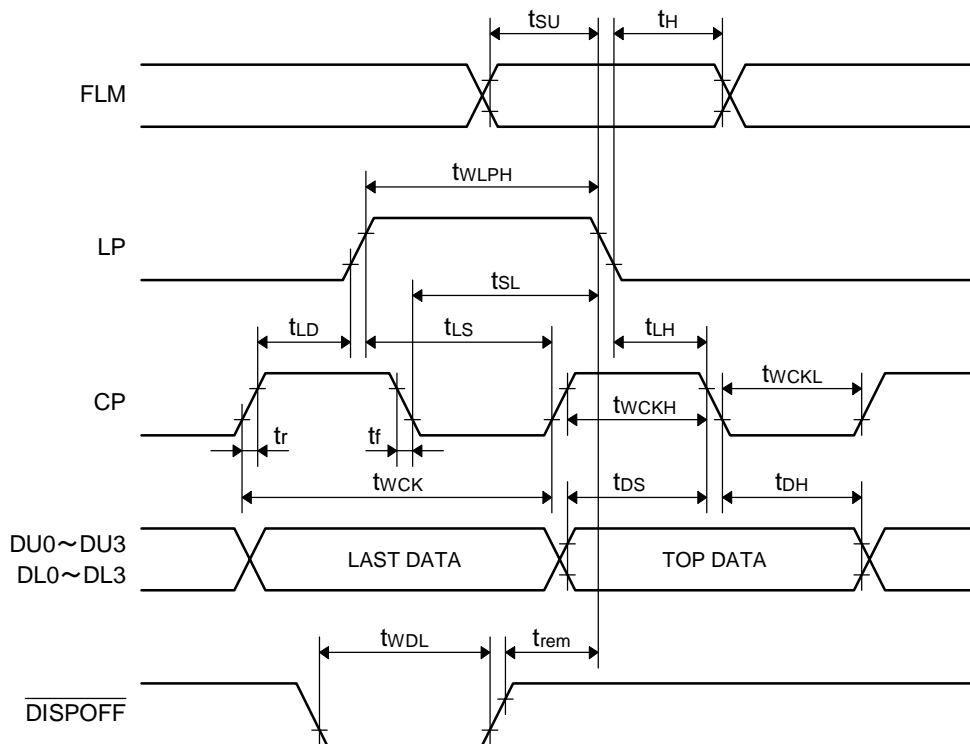 tSU tH
FLM
tWLPH
LP
tSL
tLD tLS tLH
tWCKL
CP
tWCKH
tr tf
tWCK tDS tDH
DU0～DU3
DL0～DL3
LAST DATA TOP DATA
tWDL trem
DISPOFF